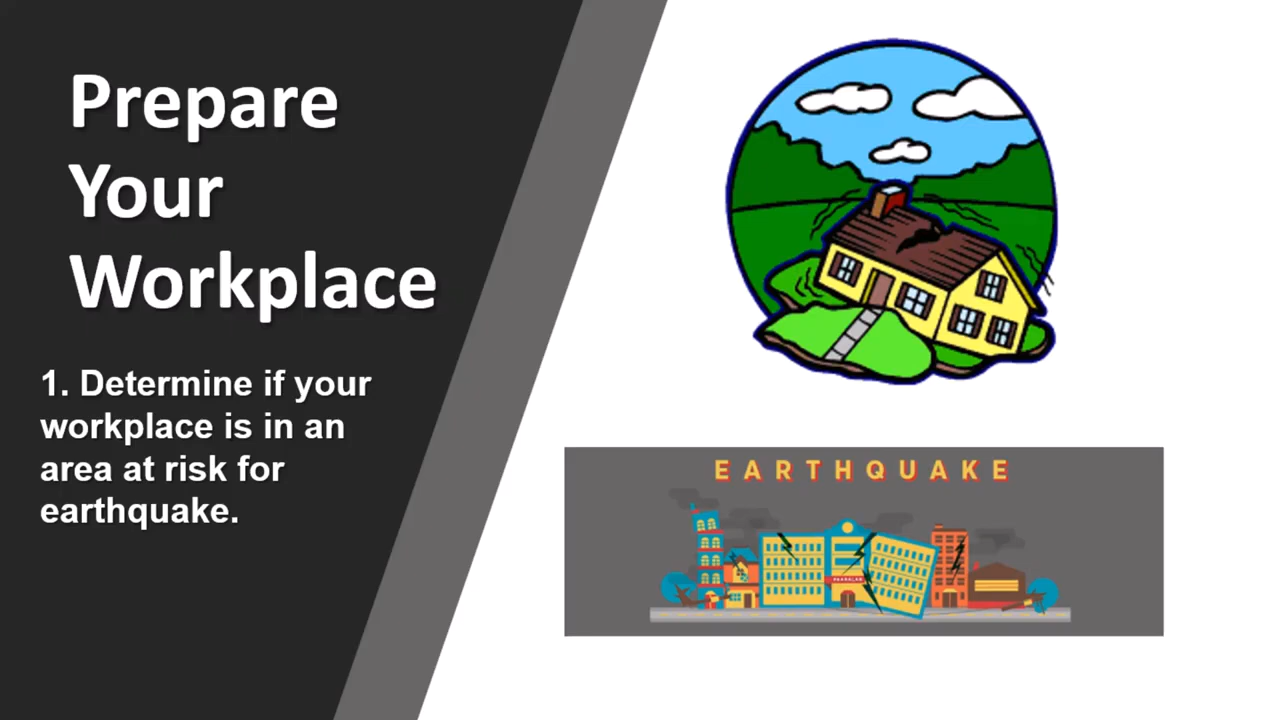 Prepare
Your
Workplace
1. Determine if your
workplace is in an
area at risk for
earthquake.
EARTHQUAKE